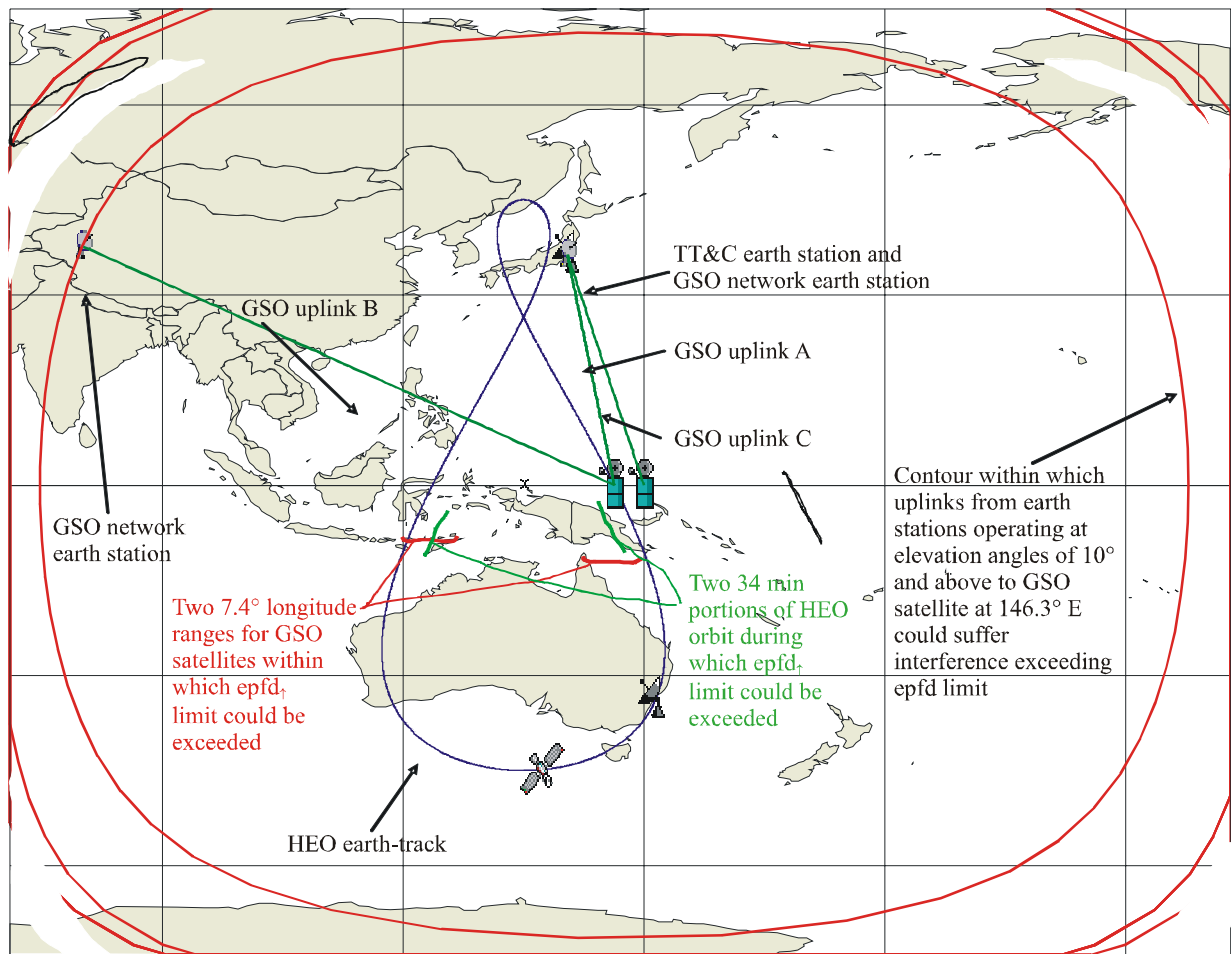 TT&C earth station and
GSO network earth station
GSO uplink B
GSO uplink A
GSO uplink C
GSO network
earth station
Contour within which
uplinks from earth
stations operating at
elevation angles of 10°
and above to GSO
satellite at 146.3° E
could suffer
interference exceeding
epfd limit
Two 7.4° longitude
ranges for GSO
satellites within
which epfd↑
limit could be
exceeded
Two 34 min
portions of HEO
orbit during
which epfd↑
limit could be
exceeded
HEO earth-track